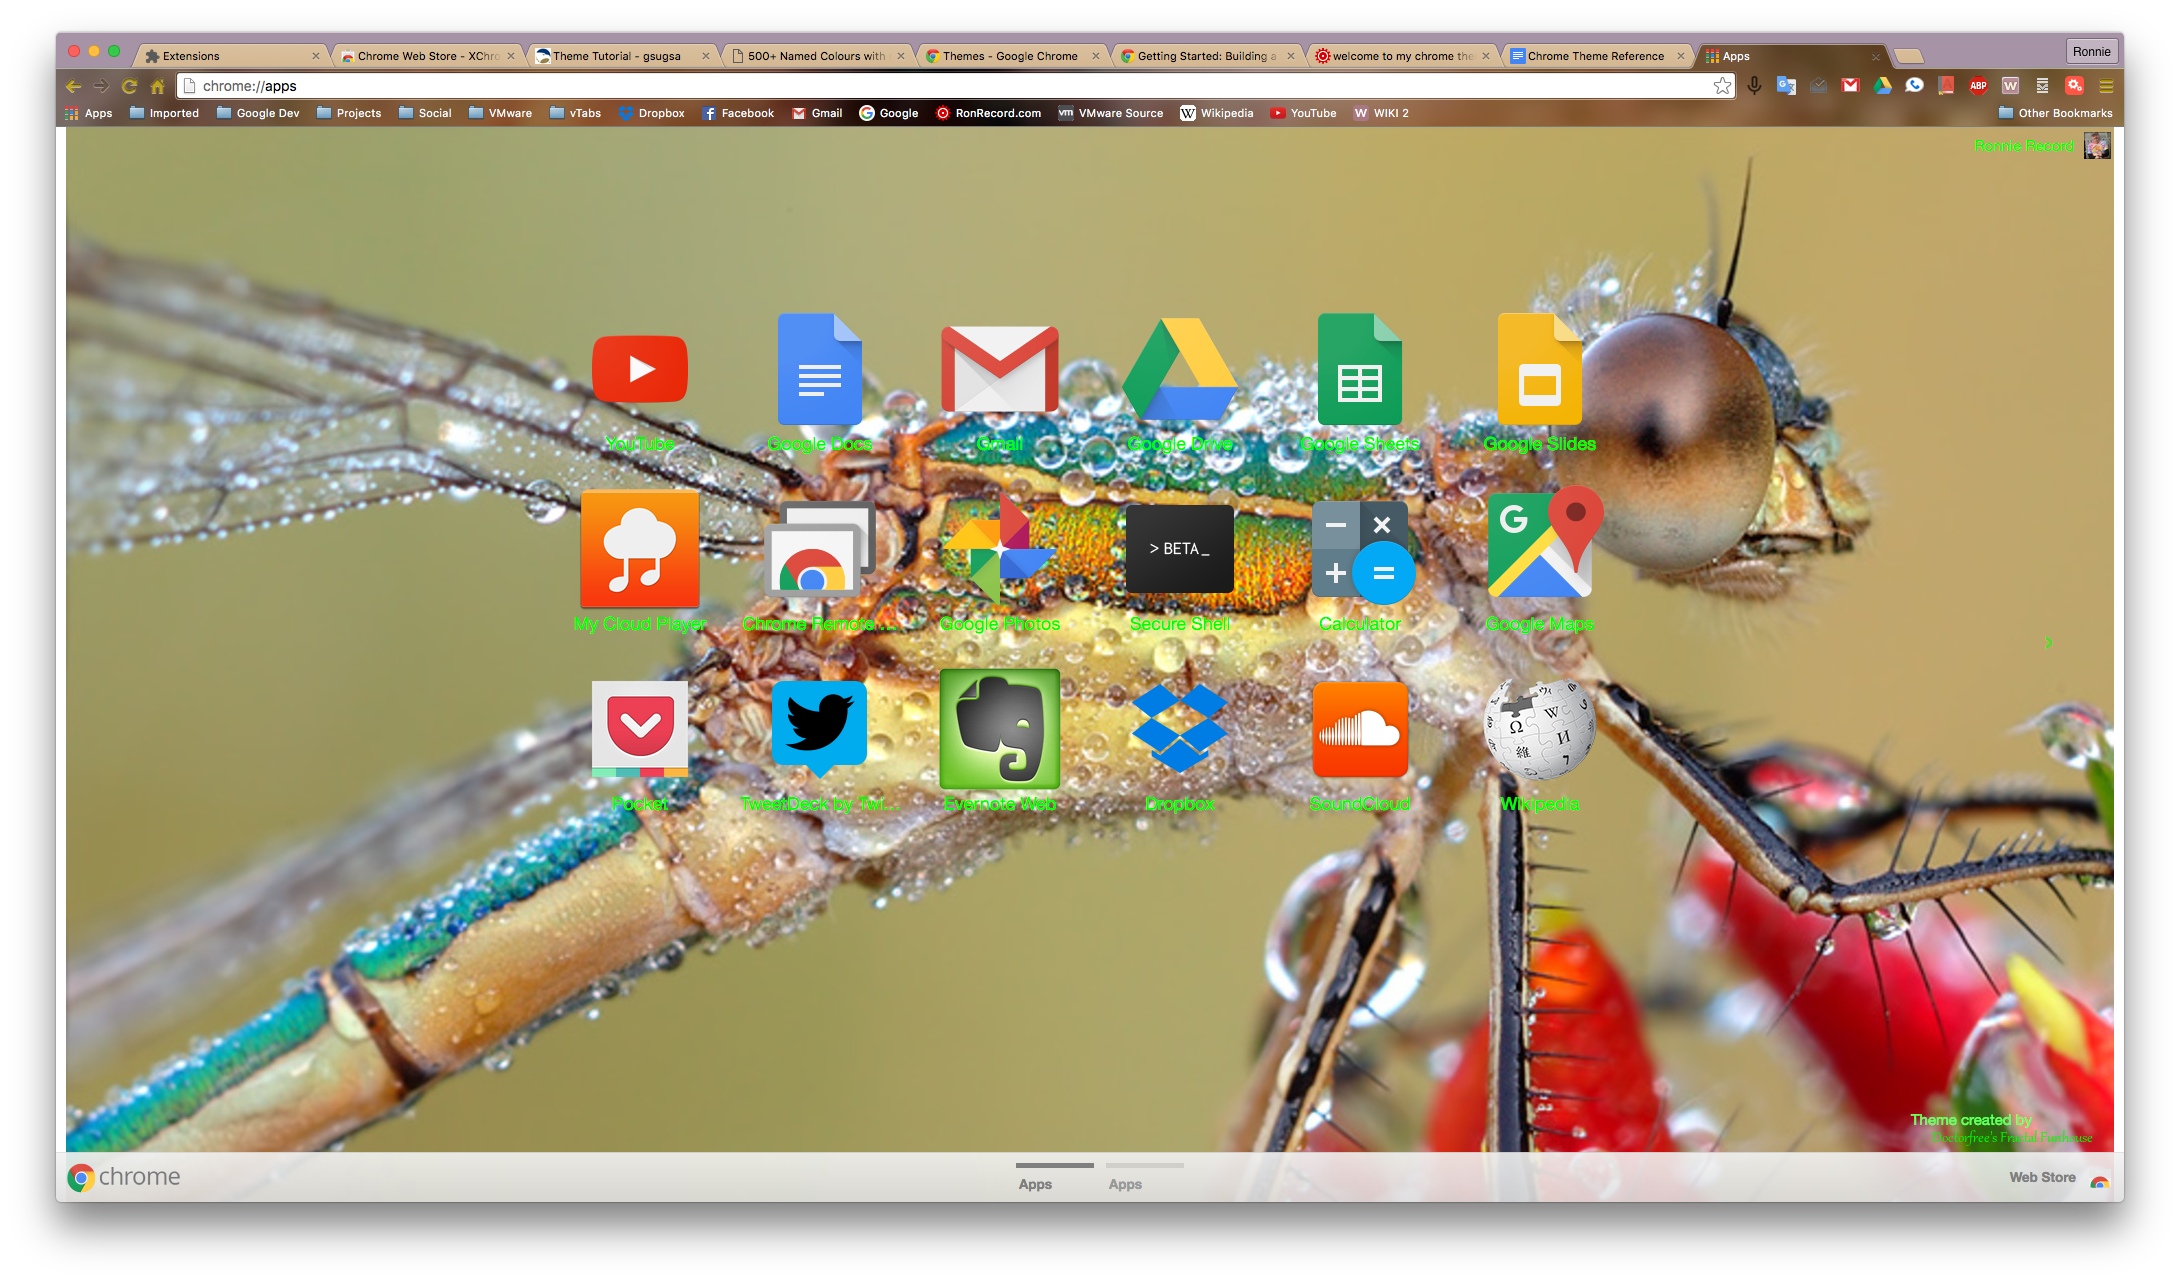 Extensions
Chrome Web Store - XChro
Theme Tutorial - gsugsa
500+ Named Colours with
Themes - Google Chrome
Getting Started: Building a
welcome to my chrome the
Chrome Theme Reference
Apps
Ronnie
chrome://apps
ABP
W
Apps
Imported
Google Dev
Projects
Social
VMware
vTabs
Dropbox
Facebook
Gmail
Google
RonRecord.com
vm VMware Source
W Wikipedia
YouTube
W WIKI 2
Other Bookmarks
Ronnie Record
YouTube
Google Docs
Gmail
Google Drive
Google Sheets
Google Slides
> BETA_
G
My Cloud Player
Chrome Remote ...
Google Photos
Secure Shell
Calculator
Google Maps
Ω W И 維 7
Pocket
TweetDeck by Twi...
Evernote Web
Dropbox
SoundCloud
Wikipedia
Theme created by
Doctorfree's Fractal Funhouse
chrome
Apps
Apps
Web Store